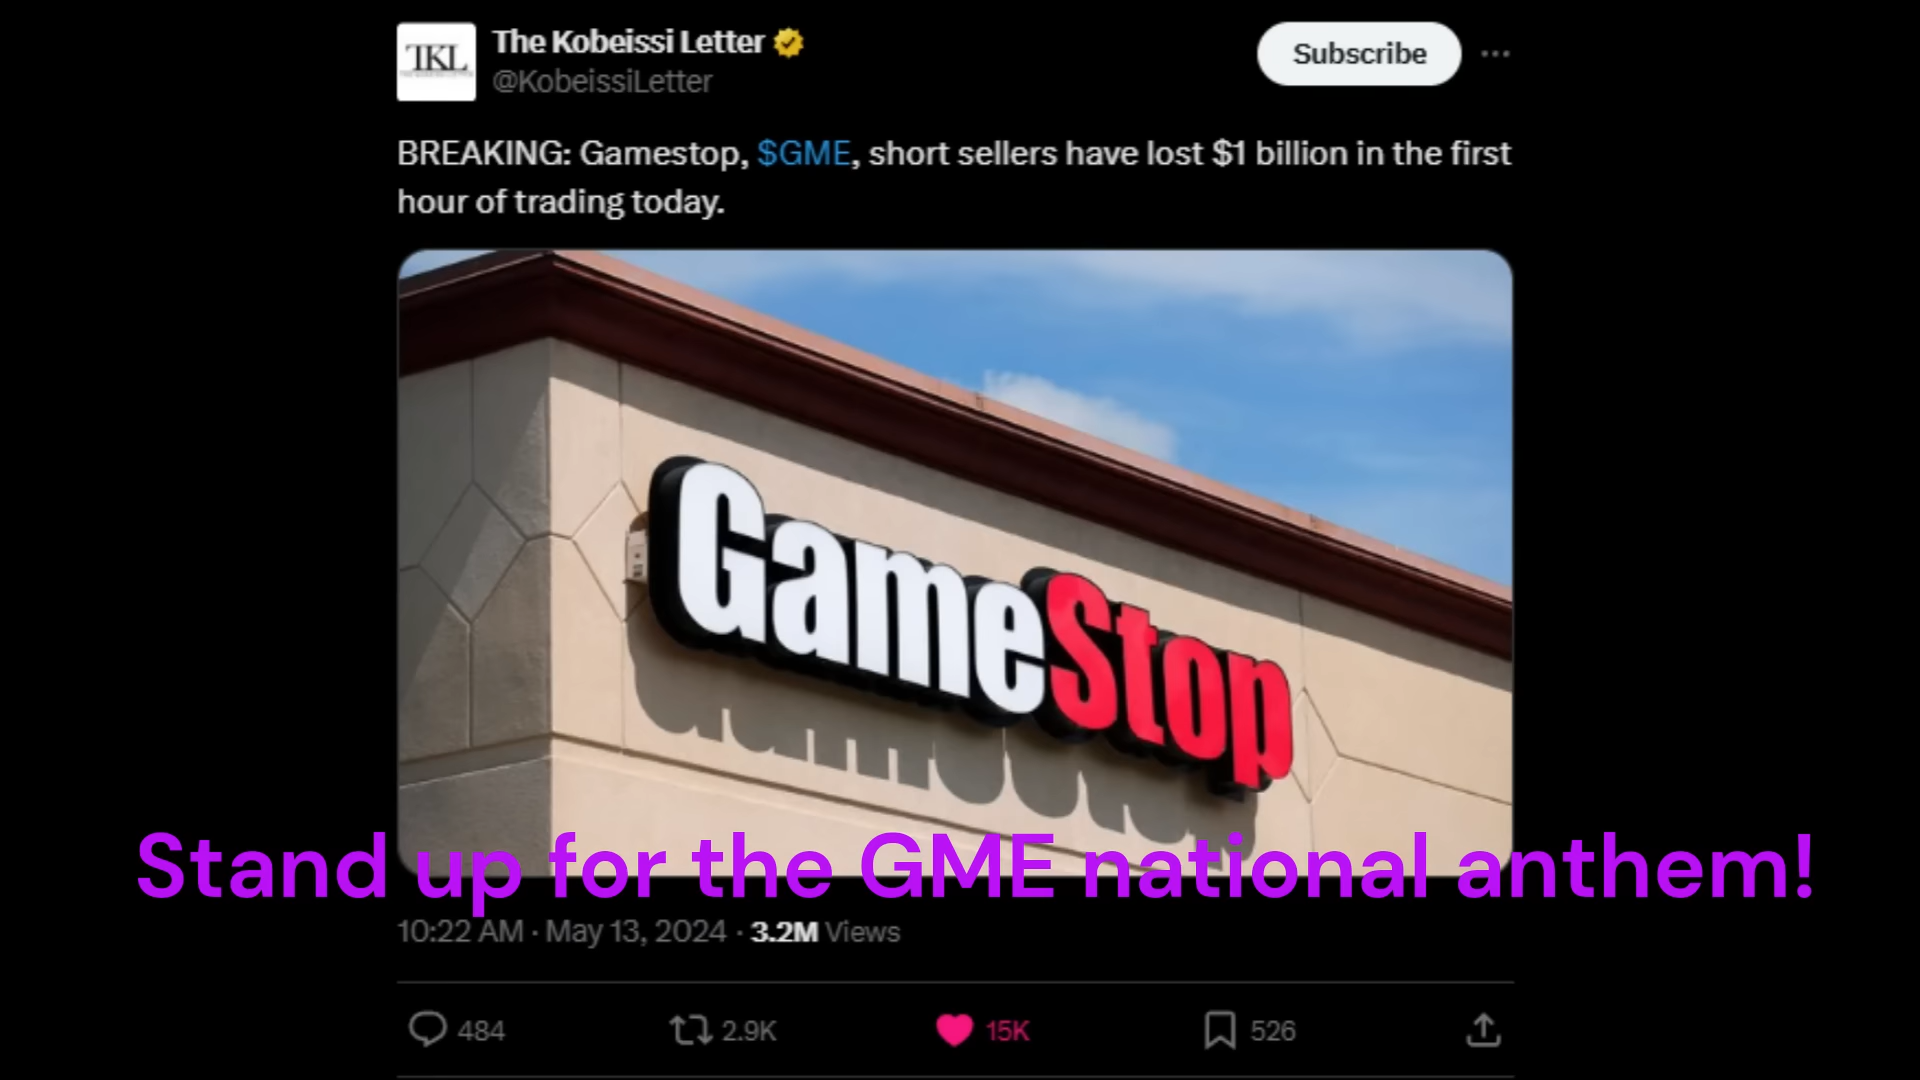 TKL
The Kobeissi Letter
Subscribe
@KobeissiLetter
BREAKING: Gamestop, $GME, short sellers have lost $1 billion in the first
hour of trading today.
GameStop
Stand up for the GME national anthem!
10:22 AM · May 13, 2024 · 3.2M Views
484
2.9K
15K
526